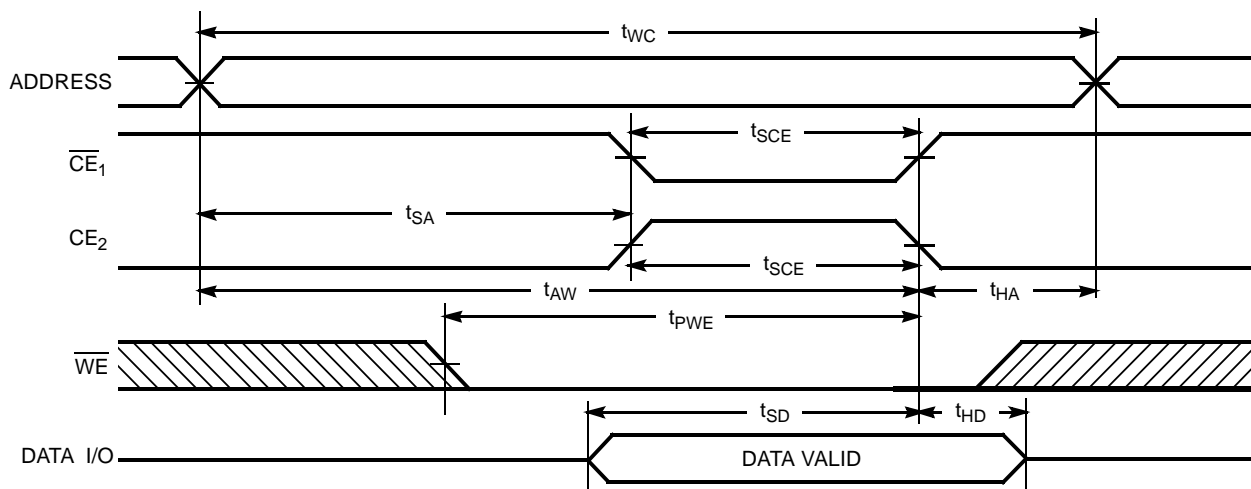 tWC
ADDRESS
tSCE
CE1
tSA
CE2
tSCE
tAW
tHA
tPWE
WE
tSD
tHD
DATA I/O
DATA VALID